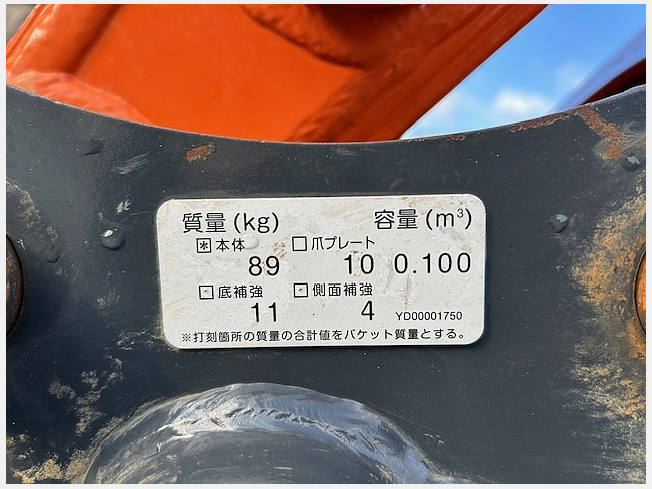 質量(kg) 容量(m³)
本体 爪プレート
89 10 0.100
底補強 側面補強
11 4 YD00001750
※打刻箇所の質量の合計値をバケット質量とする。